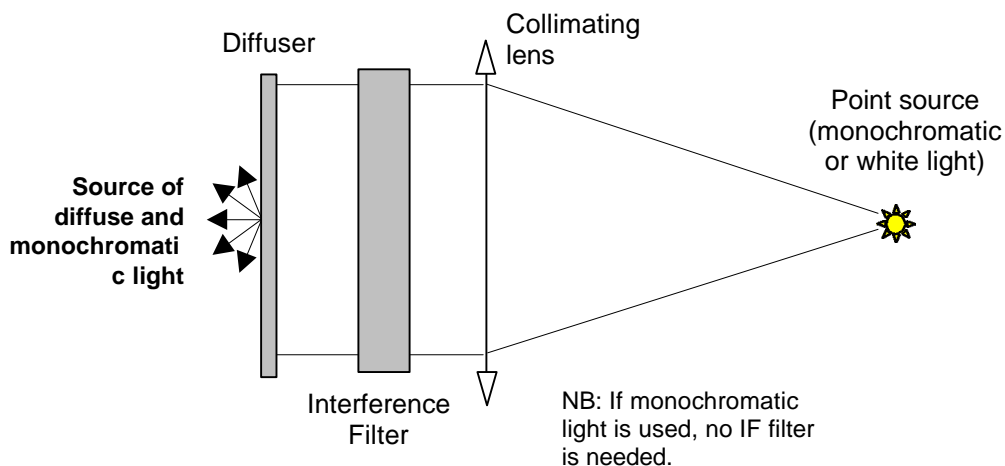 Diffuser
Collimating
lens
Point source
(monochromatic
or white light)
Source of
diffuse and
monochromati
c light
Interference
Filter
NB: If monochromatic
light is used, no IF filter
is needed.